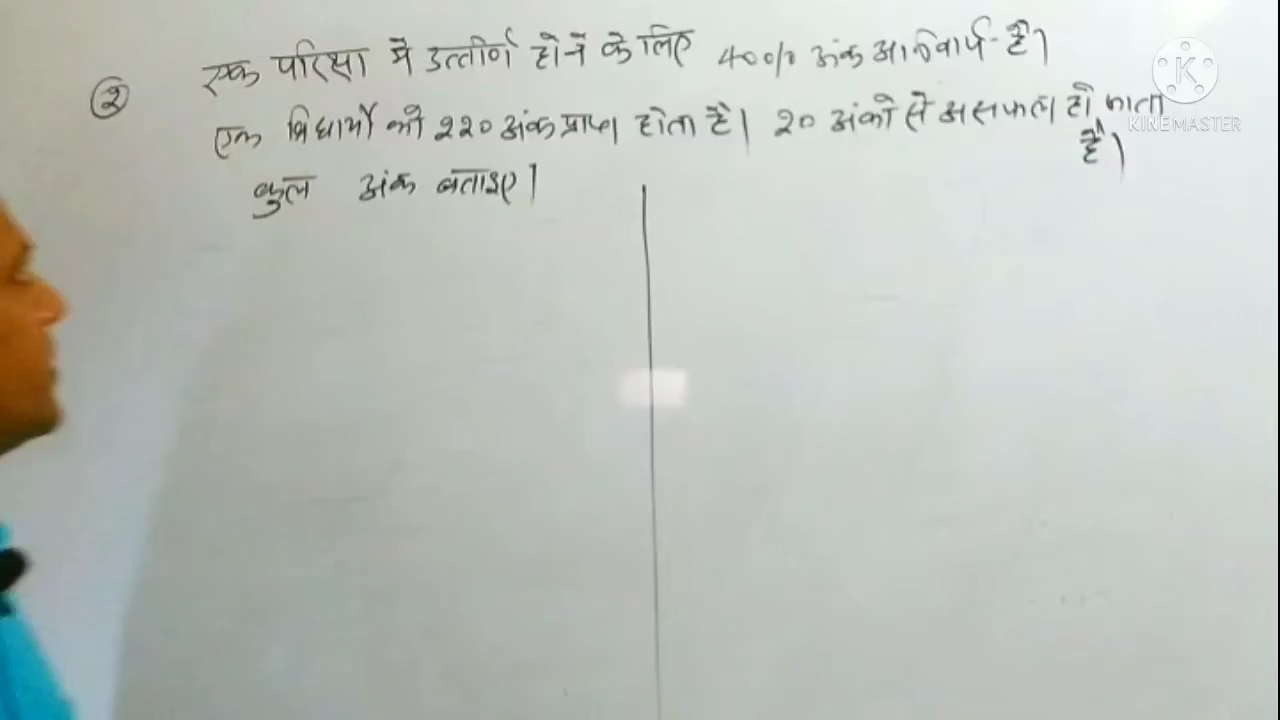 ② एक परिक्षा में उत्तीर्ण होने के लिए 40% अंक अनिवार्य है।
एक विधार्थी को 220 अंक प्राप्त होता है। 20 अंको से असफल हो जाता है।
कुल अंक बताइए।
K
KINEMASTER